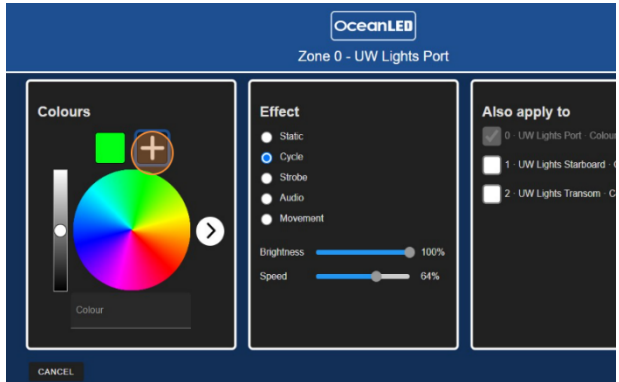 OceanLED
Zone 0 - UW Lights Port
Colours
Colour
Effect
Static
Cycle
Strobe
Audio
Movement
Brightness 100%
Speed 64%
Also apply to
0 · UW Lights Port · Colour
1 · UW Lights Starboard · C
2 · UW Lights Transom · C
CANCEL